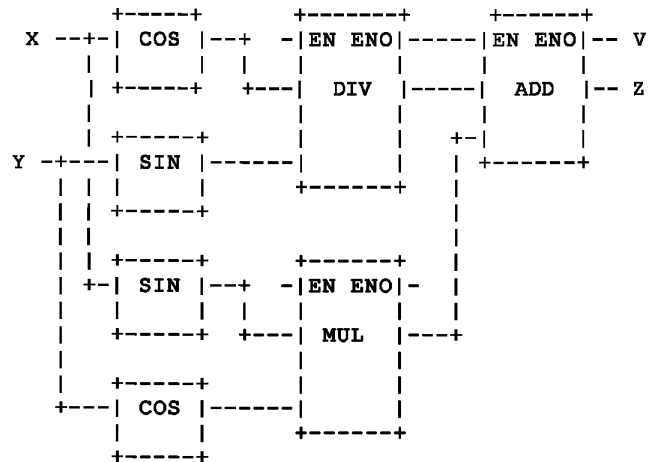 X COS EN ENO EN ENO V
DIV ADD Z
Y SIN
SIN EN ENO
MUL
COS